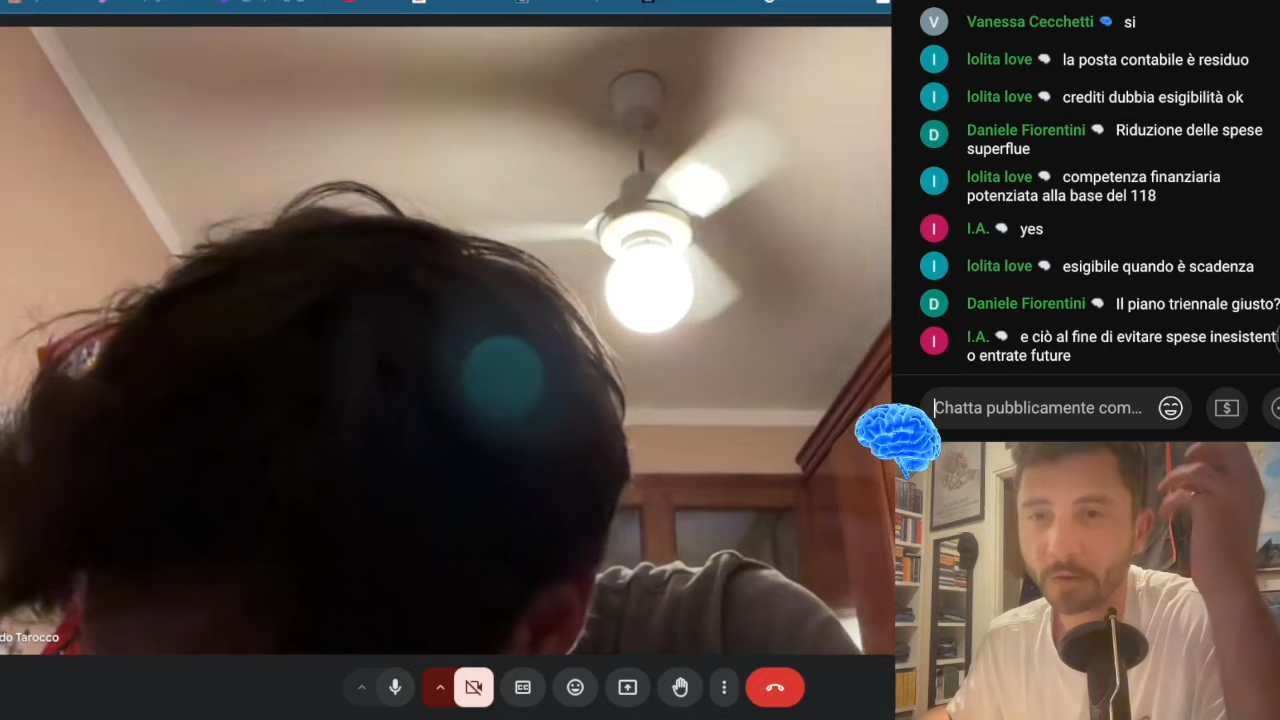 V Vanessa Cecchetti si
I lolita love la posta contabile è residuo
I lolita love crediti dubbia esigibilità ok
D Daniele Fiorentini Riduzione delle spese
superflue
I lolita love competenza finanziaria
potenziata alla base del 118
I I.A. yes
I lolita love esigibile quando è scadenza
D Daniele Fiorentini Il piano triennale giusto?
I I.A. e ciò al fine di evitare spese inesistenti
o entrate future
Chatta pubblicamente com...
$
do Tarocco
CC